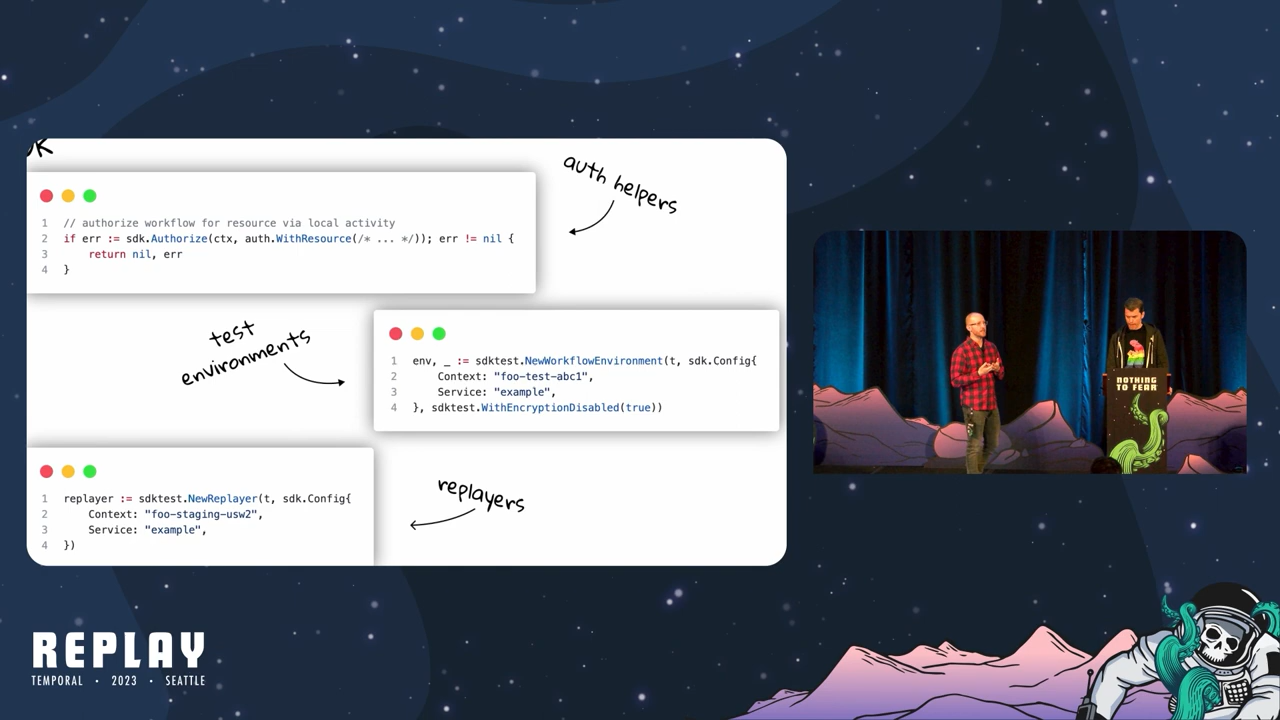 auth helpers
1 // authorize workflow for resource via local activity
2 if err := sdk.Authorize(ctx, auth.WithResource(/* ... */)); err != nil {
3 return nil, err
4 }
test
environments
1 env, _ := sdktest.NewWorkflowEnvironment(t, sdk.Config{
2 Context: "foo-test-abc1",
3 Service: "example",
4 }, sdktest.WithEncryptionDisabled(true))
replayers
1 replayer := sdktest.NewReplayer(t, sdk.Config{
2 Context: "foo-staging-usw2",
3 Service: "example",
4 })
NOTHING
TO FEAR
REPLAY
TEMPORAL • 2023 • SEATTLE